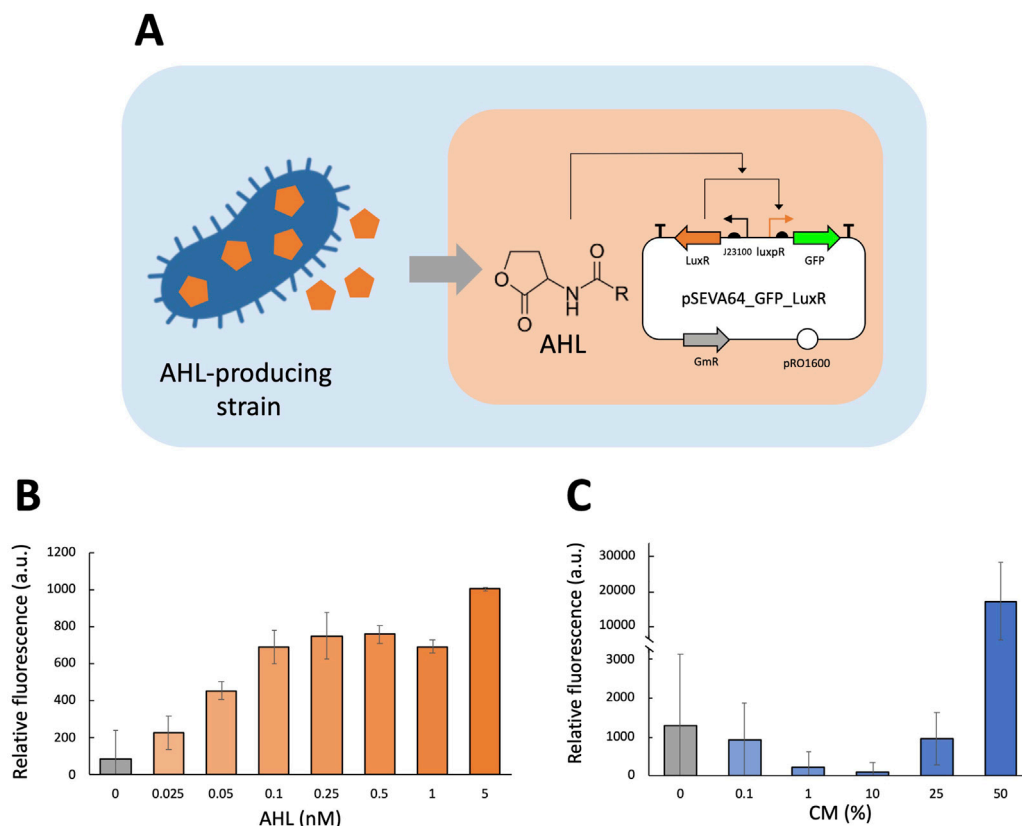 A
AHL-producing
strain
O
O
N
H
O
R
AHL
T
T
LuxR
J23100
luxpR
GFP
pSEVA64_GFP_LuxR
GmR
pRO1600
B
Relative fluorescence (a.u.)
1200
1000
800
600
400
200
0
0 0.025 0.05 0.1 0.25 0.5 1 5
AHL (nM)
C
Relative fluorescence (a.u.)
30000
20000
10000
3000
2000
1000
0
0 0.1 1 10 25 50
CM (%)